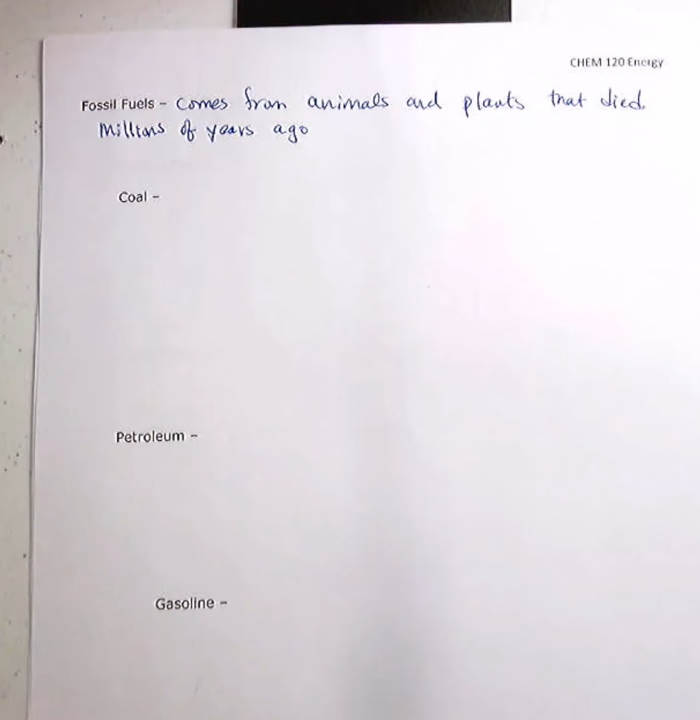 CHEM 120 Energy
Fossil Fuels – Comes from animals and plants that died.
Millions of years ago
Coal –
Petroleum –
Gasoline –